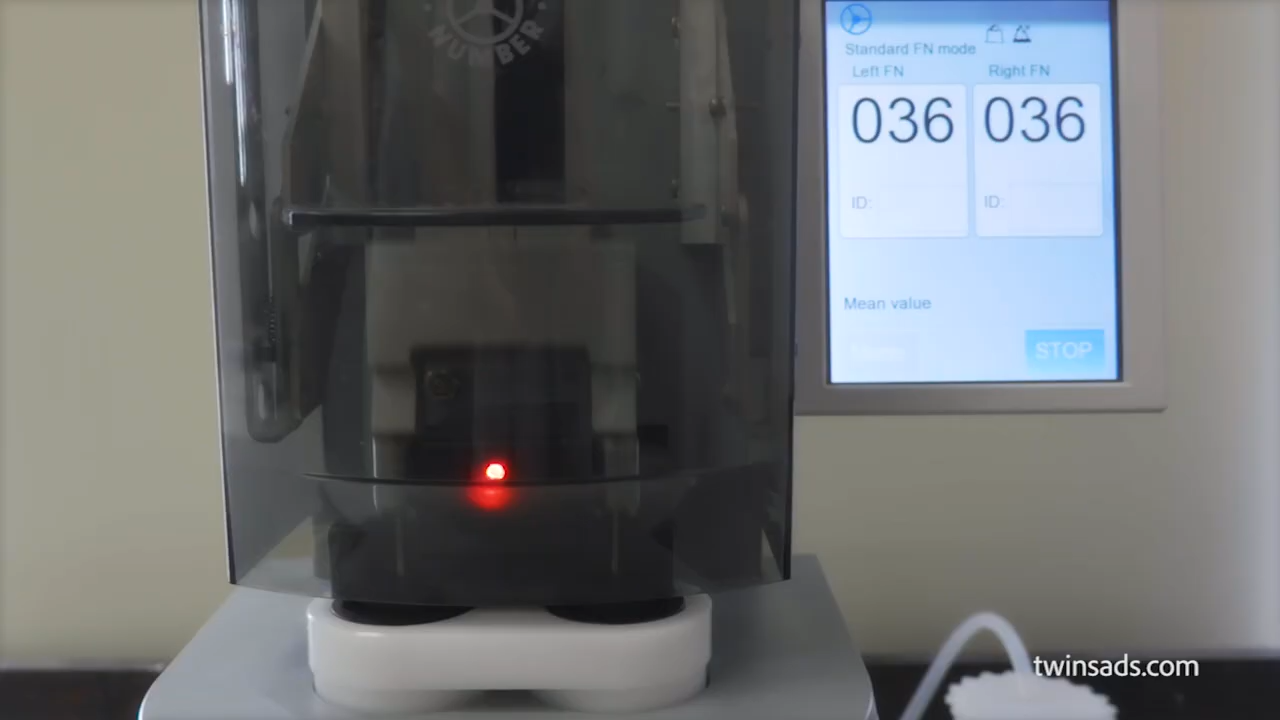 NUMBER
Standard FN mode
Left FN Right FN
036 036
ID: ID:
Mean value
STOP
twinsads.com